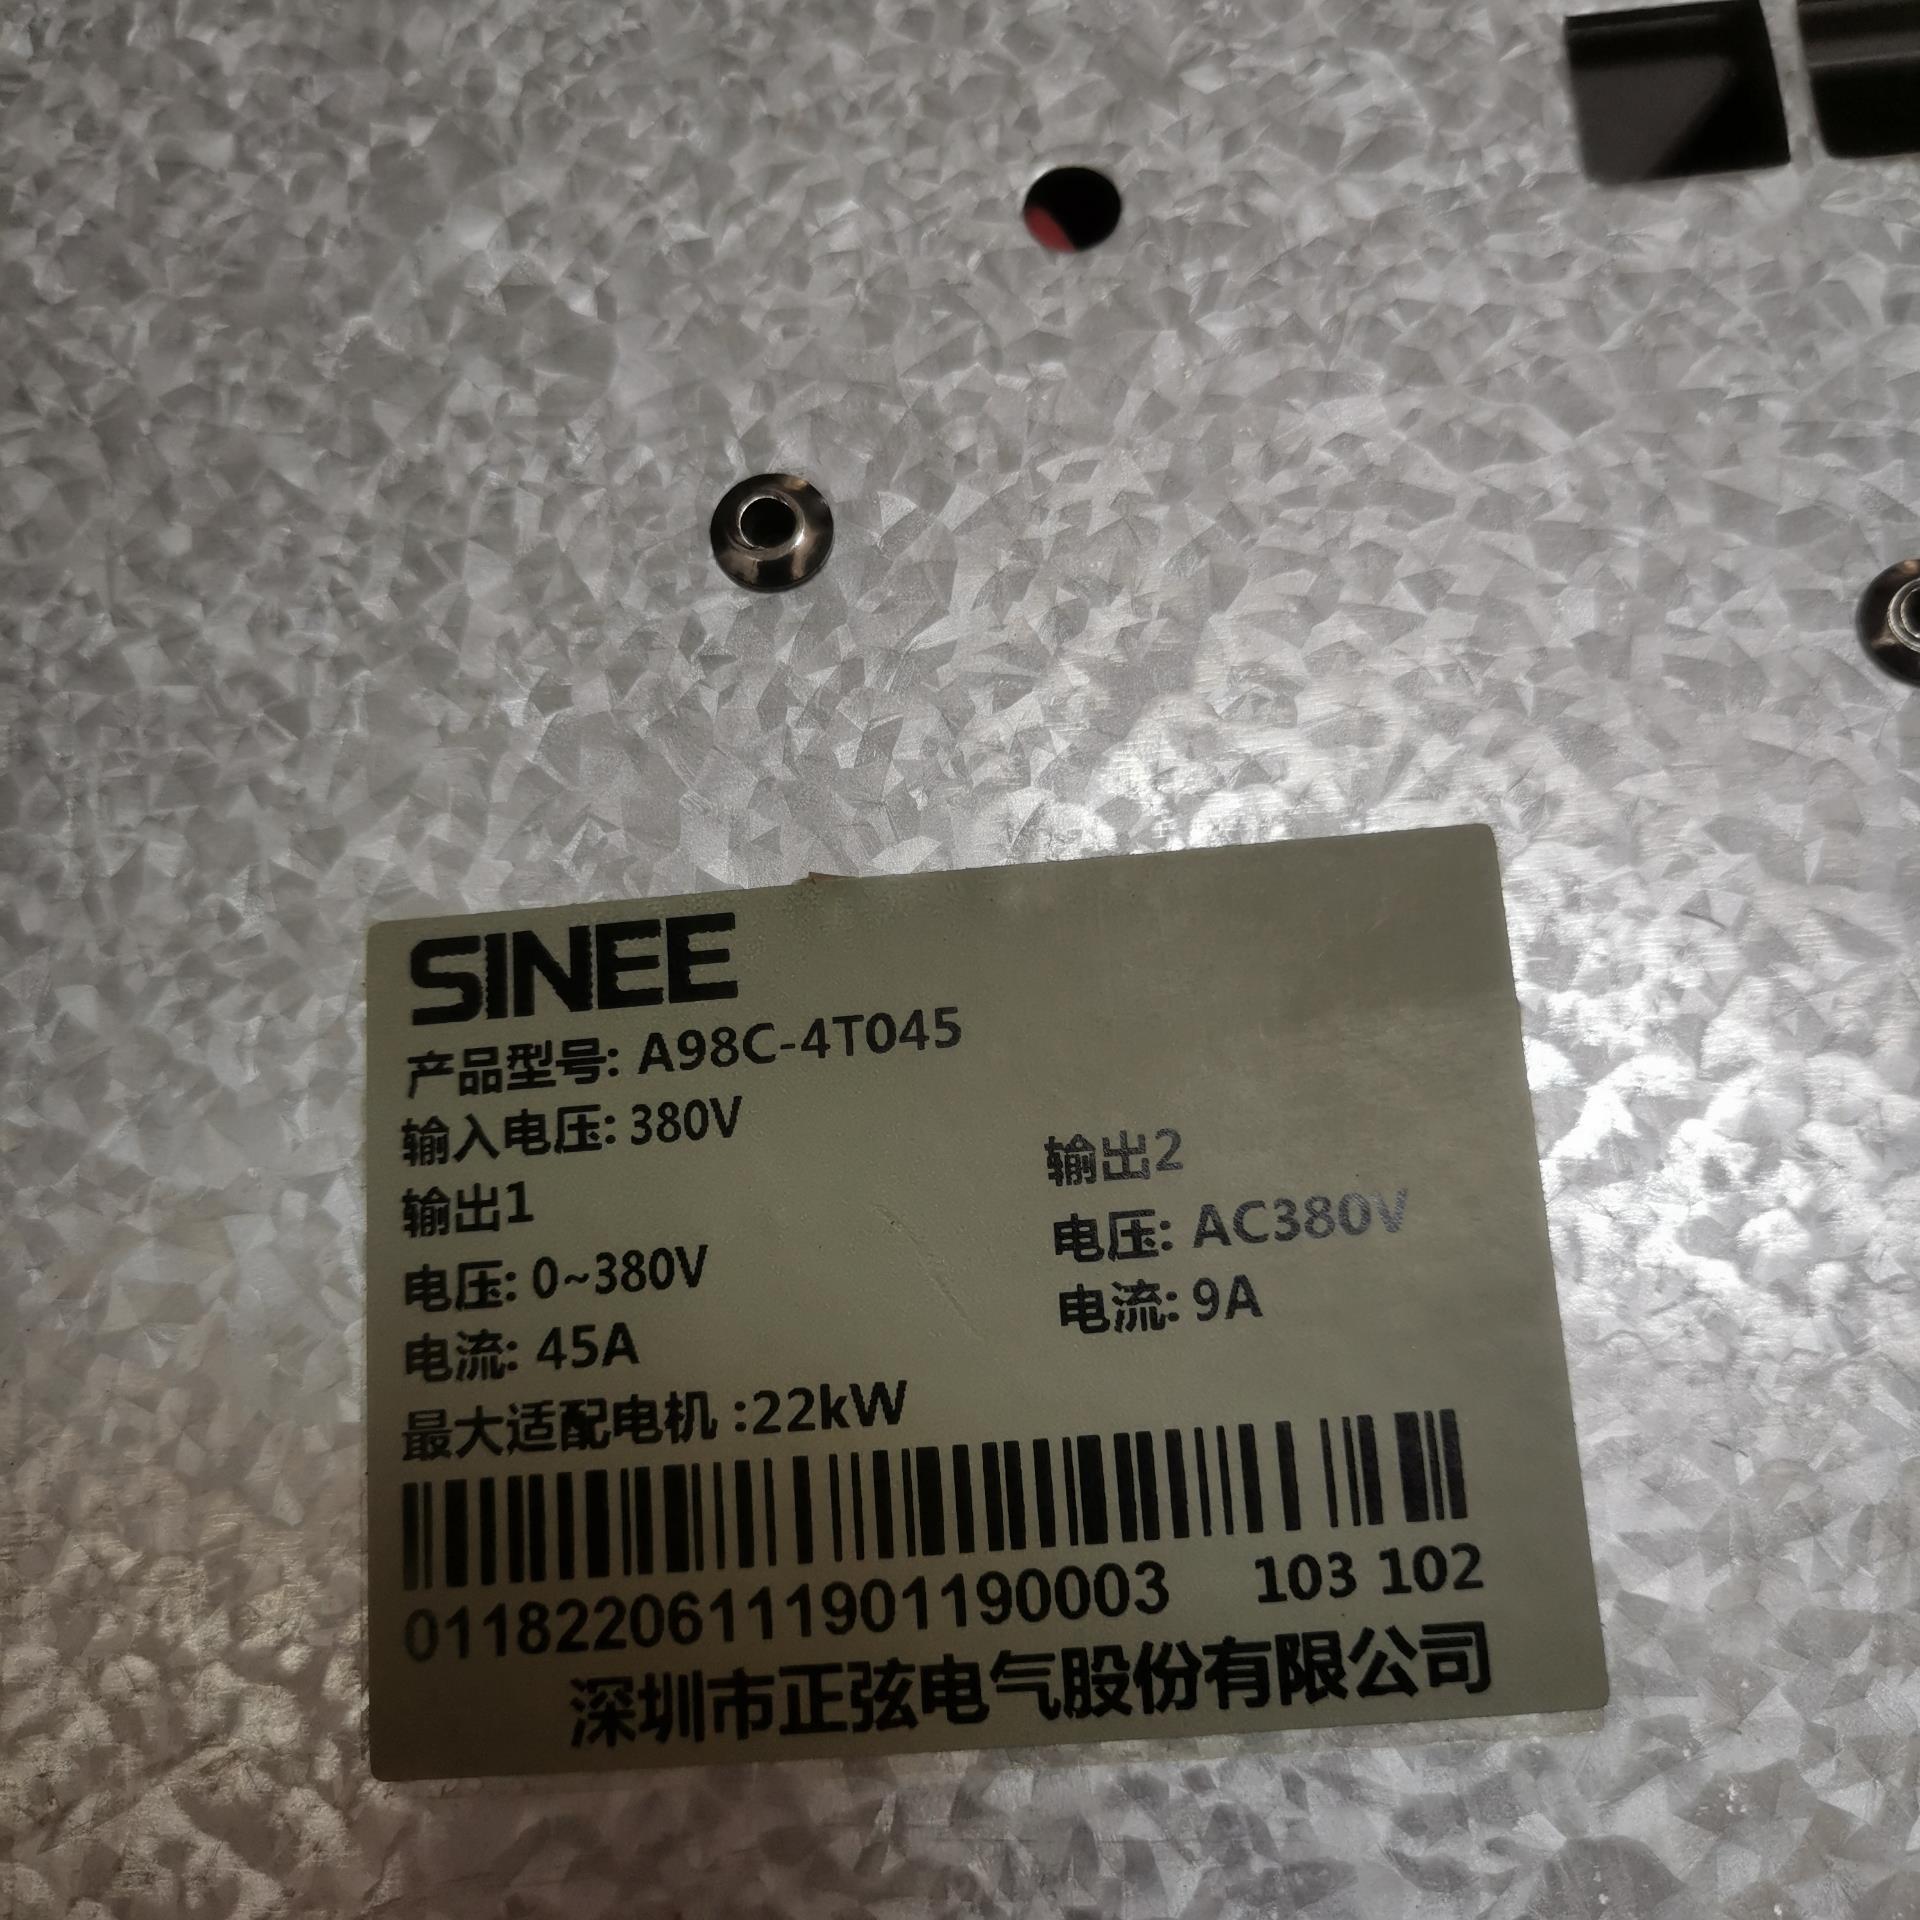 SINEE
产品型号: A98C-4T045
输入电压: 380V
输出1
电压: 0~380V
电流: 45A
最大适配电机 :22kW
输出2
电压: AC380V
电流: 9A
01182206111901190003 103 102
深圳市正弦电气股份有限公司